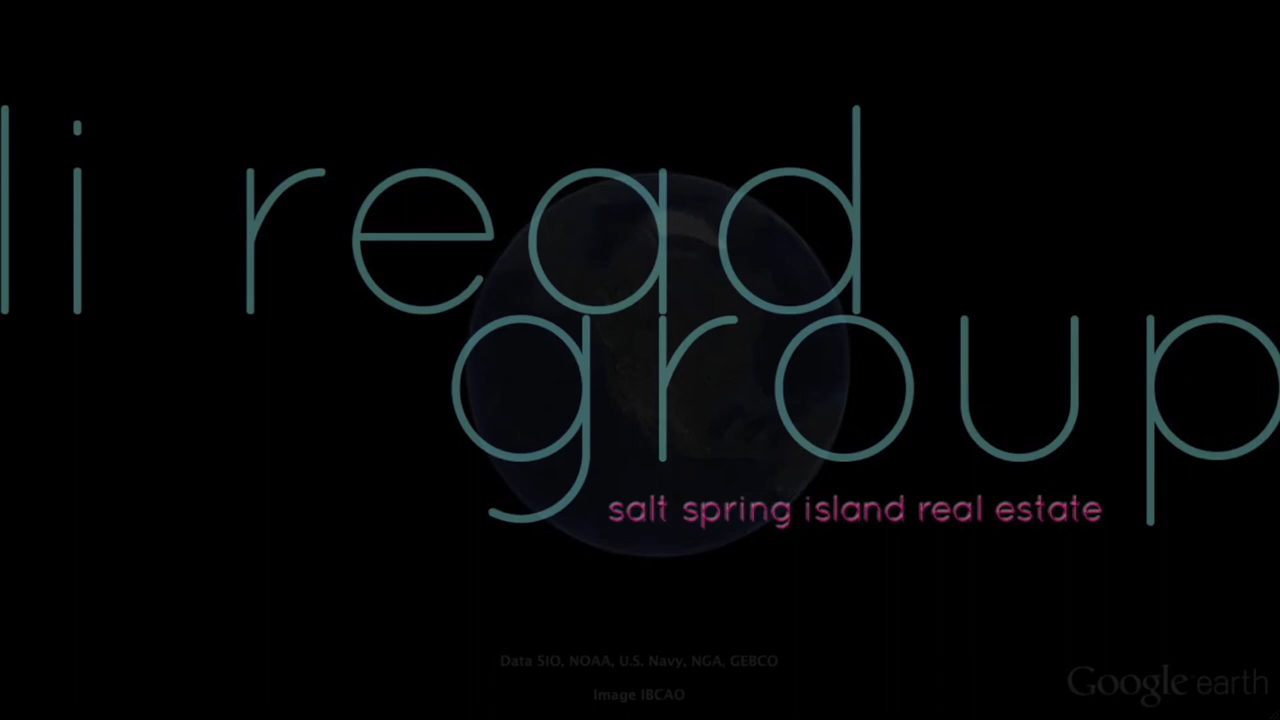 li read
group
salt spring island real estate
Data SIO, NOAA, U.S. Navy, NGA, GEBCO
Image IBCAO
Google earth